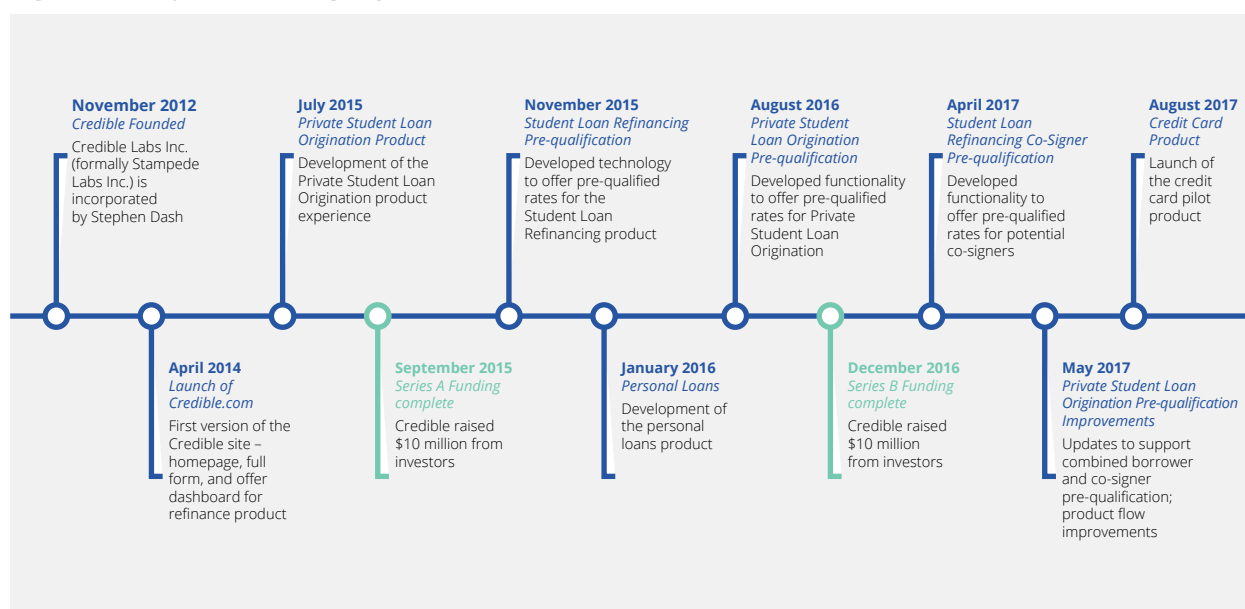 November 2012
Credible Founded
Credible Labs Inc.
(formally Stampede
Labs Inc.) is
incorporated
by Stephen Dash
July 2015
Private Student Loan
Origination Product
Development of the
Private Student Loan
Origination product
experience
November 2015
Student Loan Refinancing
Pre-qualification
Developed technology
to offer pre-qualified
rates for the
Student Loan
Refinancing product
August 2016
Private Student
Loan Origination
Pre-qualification
Developed functionality
to offer pre-qualified
rates for Private
Student Loan
Origination
April 2017
Student Loan
Refinancing Co-Signer
Pre-qualification
Developed
functionality to
offer pre-qualified
rates for potential
co-signers
August 2017
Credit Card
Product
Launch of
the credit
card pilot
product
April 2014
Launch of
Credible.com
First version of the
Credible site –
homepage, full
form, and offer
dashboard for
refinance product
September 2015
Series A Funding
complete
Credible raised
$10 million from
investors
January 2016
Personal Loans
Development of
the personal
loans product
December 2016
Series B Funding
complete
Credible raised
$10 million
from investors
May 2017
Private Student Loan
Origination Pre-qualification
Improvements
Updates to support
combined borrower
and co-signer
pre-qualification;
product flow
improvements